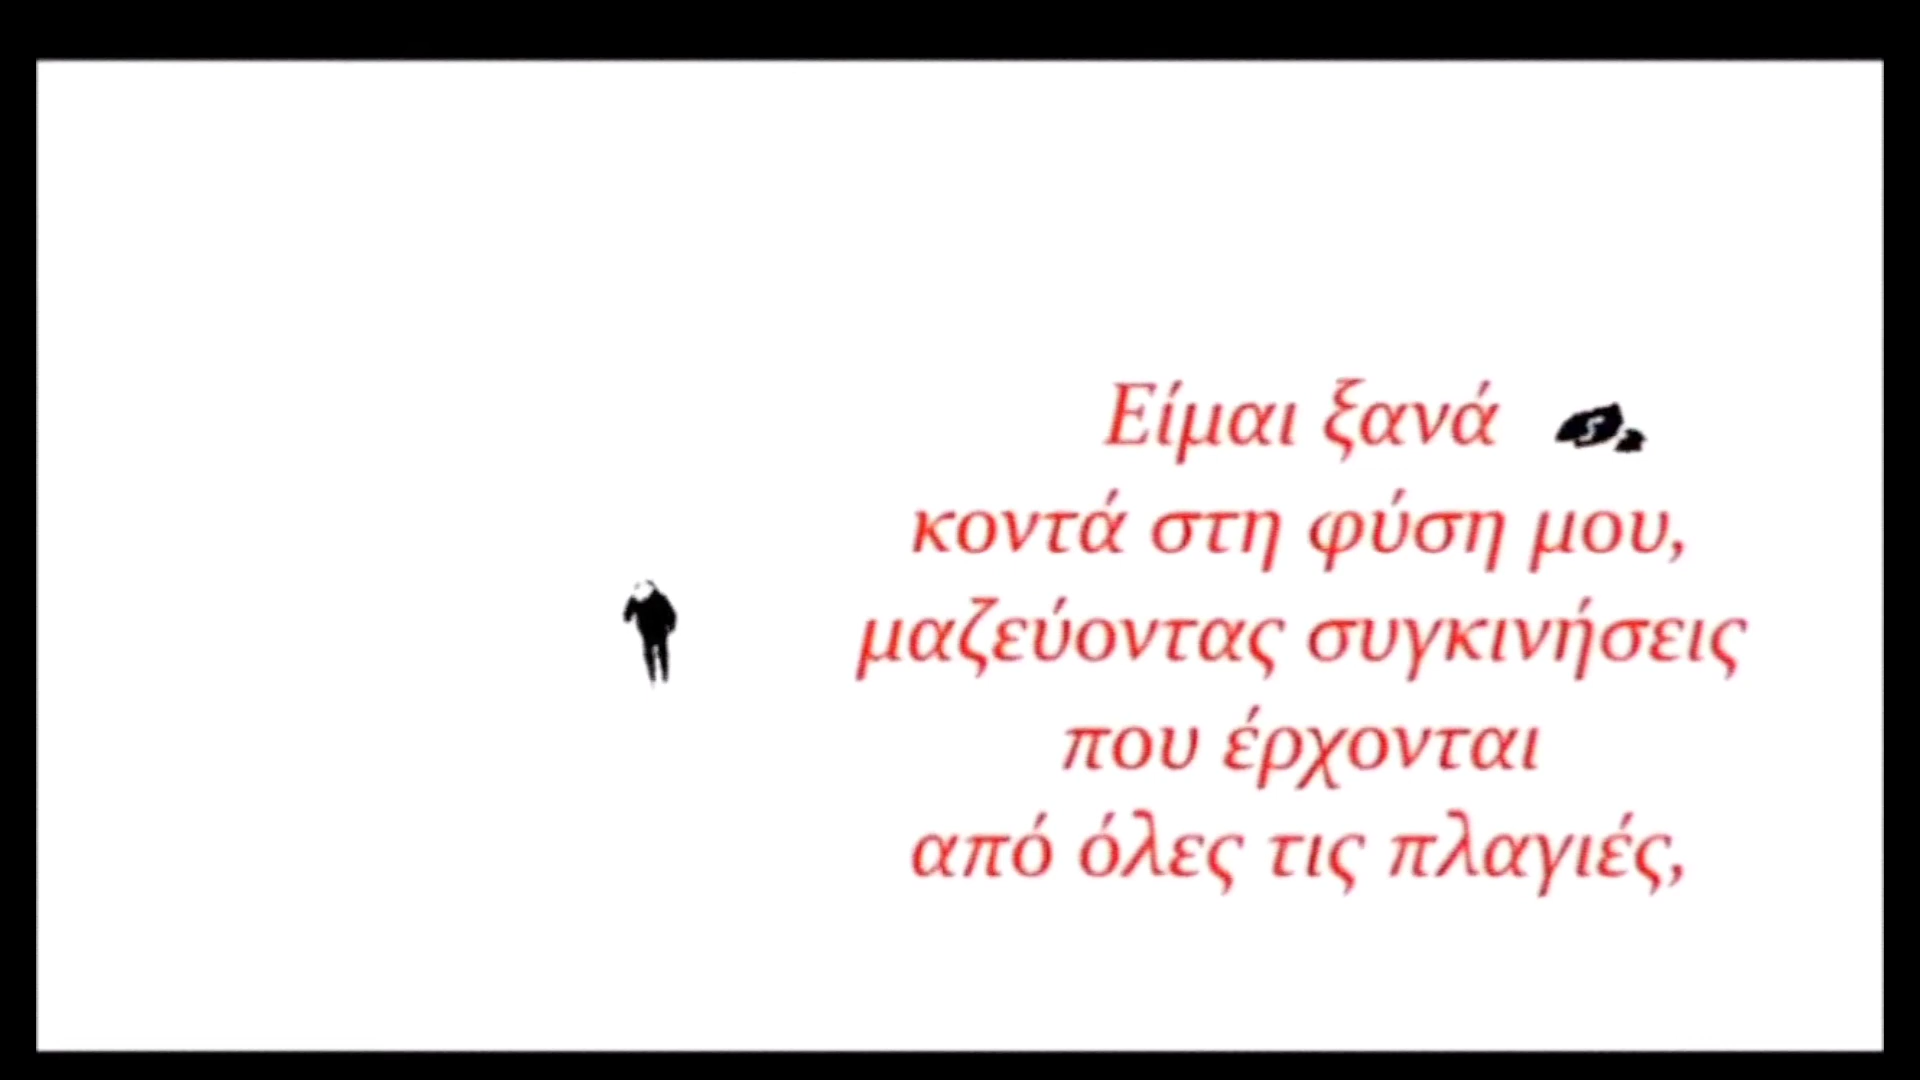 Είμαι ξανά
κοντά στη φύση μου,
μαζεύοντας συγκινήσεις
που έρχονται
από όλες τις πλαγιές,